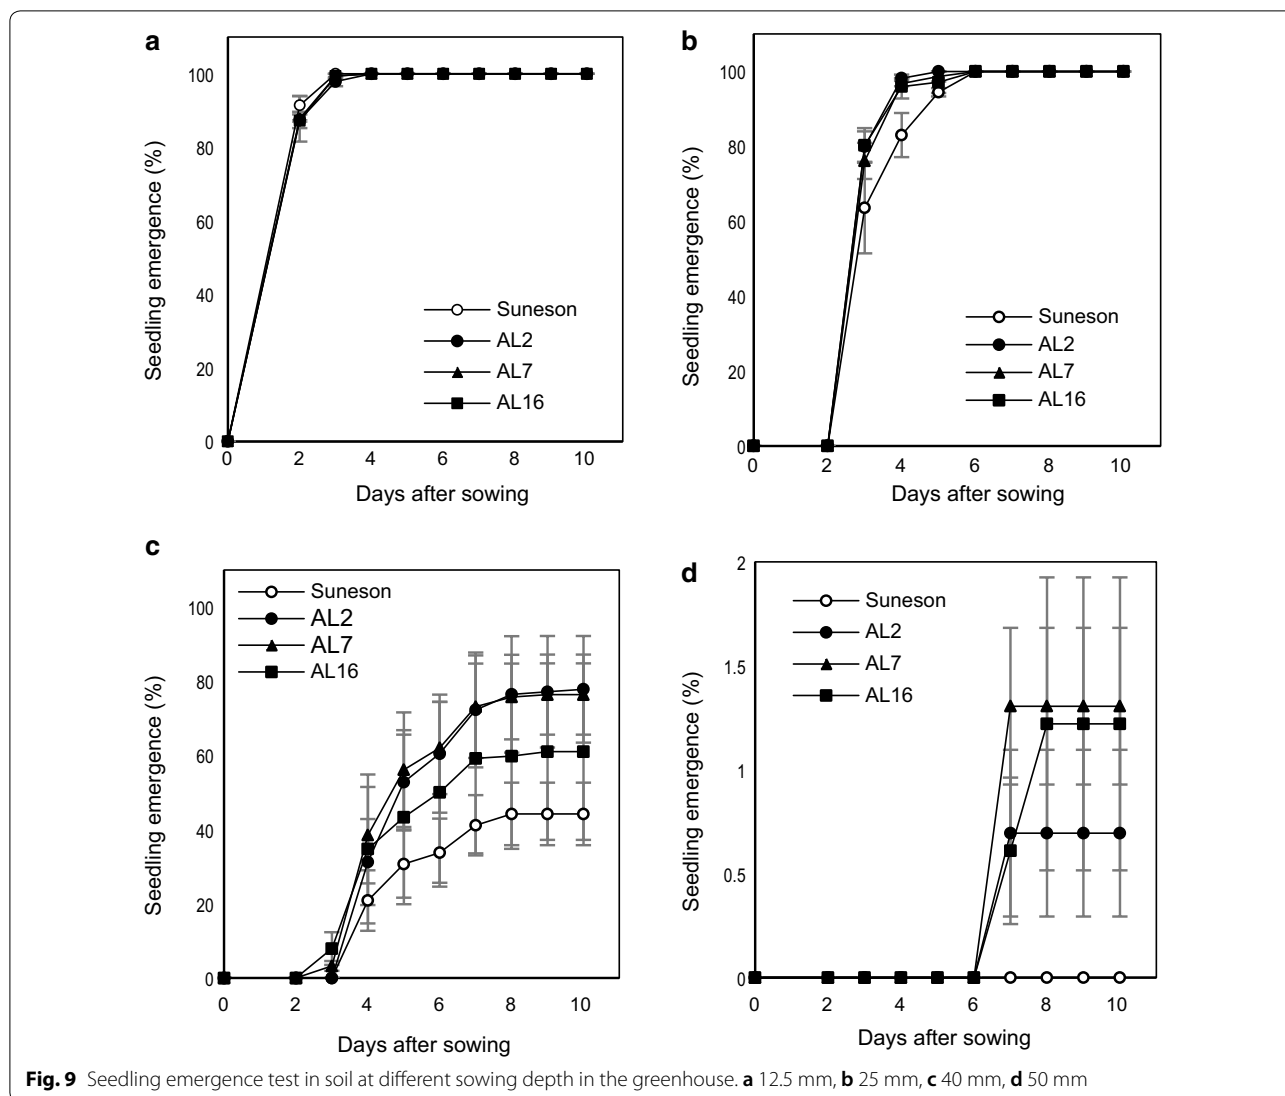 a
100
80
60
40
20
0
Seedling emergence (%)
Suneson
AL2
AL7
AL16
0 2 4 6 8 10
Days after sowing
b
100
80
60
40
20
0
Seedling emergence (%)
Suneson
AL2
AL7
AL16
0 2 4 6 8 10
Days after sowing
c
100
80
60
40
20
0
Seedling emergence (%)
Suneson
AL2
AL7
AL16
0 2 4 6 8 10
Days after sowing
d
2
1.5
1
0.5
0
Seedling emergence (%)
Suneson
AL2
AL7
AL16
0 2 4 6 8 10
Days after sowing
Fig. 9 Seedling emergence test in soil at different sowing depth in the greenhouse. a 12.5 mm, b 25 mm, c 40 mm, d 50 mm